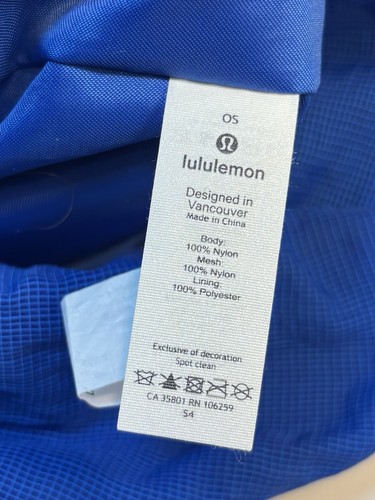 OS
lululemon
Designed in
Vancouver
Made in China
Body:
100% Nylon
Mesh:
100% Nylon
Lining:
100% Polyester
Exclusive of decoration
Spot clean
CA 35801 RN 106259
S4